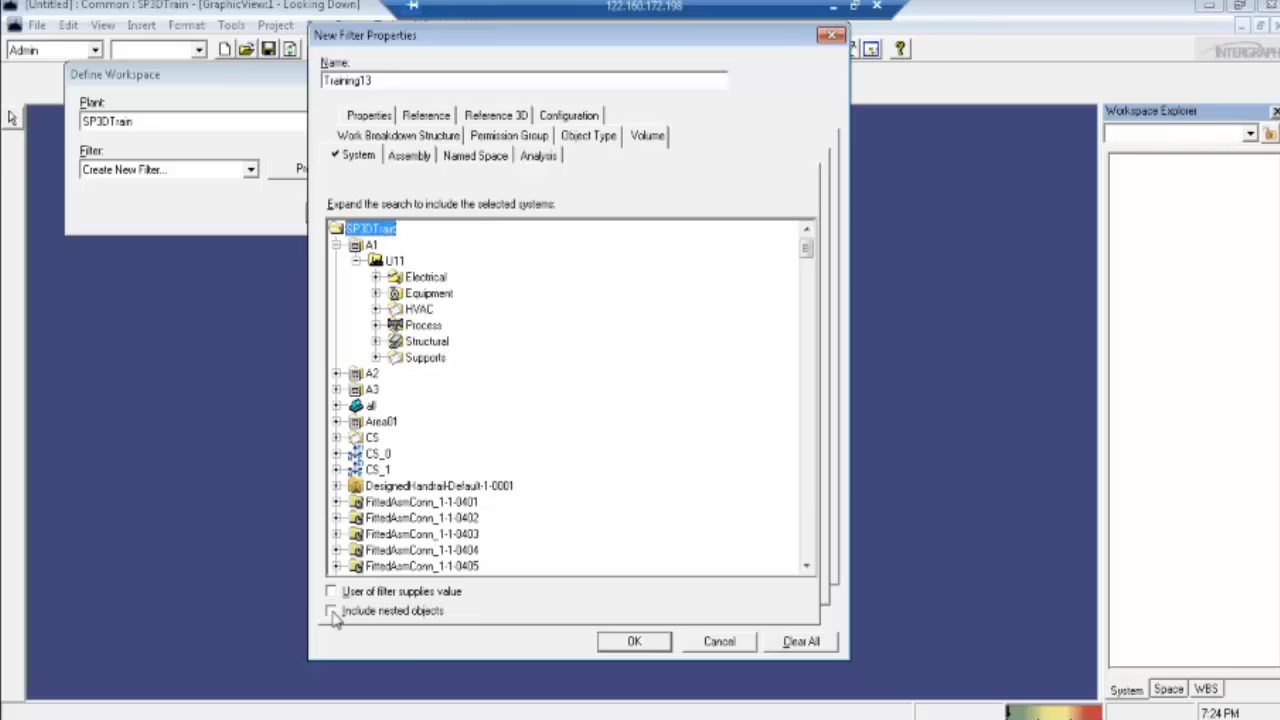 [Untitled] : Common : SP3DTrain - [GraphicView:1 - Looking Down]
122.160.172.198
File Edit View Insert Format Tools Project
Admin
INTERGRAPH
Define Workspace
Plant:
SP3DTrain
Filter:
Create New Filter...
New Filter Properties
Name:
Training13
Properties Reference Reference 3D Configuration
Work Breakdown Structure Permission Group Object Type Volume
System Assembly Named Space Analysis
Expand the search to include the selected systems:
SP3DTrain
A1
U11
Electrical
Equipment
HVAC
Process
Structural
Supports
A2
A3
all
Area01
CS
CS_0
CS_1
DesignedHandrail-Default-1-0001
FittedAsmConn_1-1-0401
FittedAsmConn_1-1-0402
FittedAsmConn_1-1-0403
FittedAsmConn_1-1-0404
FittedAsmConn_1-1-0405
User of filter supplies value
Include nested objects
OK Cancel Clear All
Workspace Explorer
System Space WBS
7:24 PM